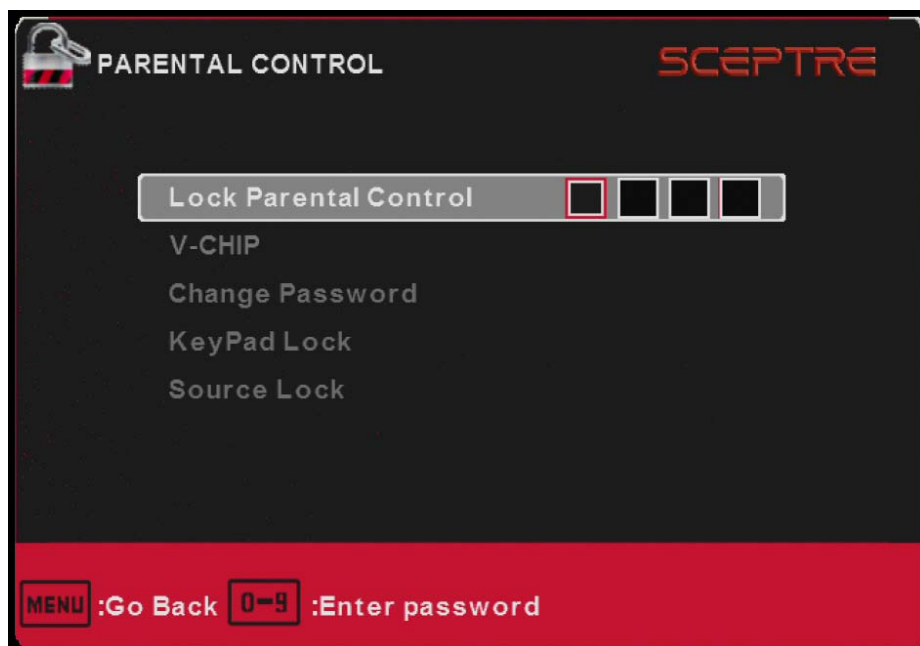 PARENTAL CONTROL
SCEPTRE
Lock Parental Control
V-CHIP
Change Password
KeyPad Lock
Source Lock
MENU :Go Back 0-9 :Enter password